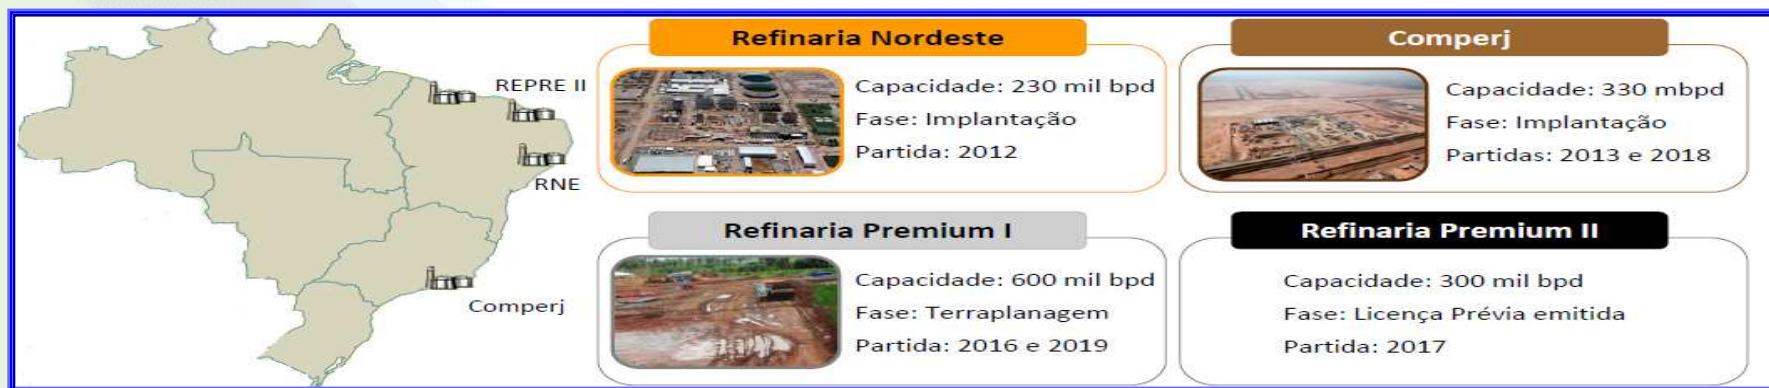 REPRE II
RNE
Comperj
Refinaria Nordeste
Capacidade: 230 mil bpd
Fase: Implantação
Partida: 2012
Comperj
Capacidade: 330 mbpd
Fase: Implantação
Partidas: 2013 e 2018
Refinaria Premium I
Capacidade: 600 mil bpd
Fase: Terraplanagem
Partida: 2016 e 2019
Refinaria Premium II
Capacidade: 300 mil bpd
Fase: Licença Prévia emitida
Partida: 2017